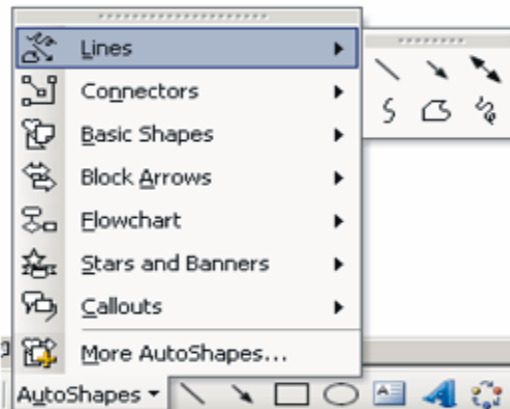 Lines
Connectors
Basic Shapes
Block Arrows
Flowchart
Stars and Banners
Callouts
More AutoShapes...
AutoShapes